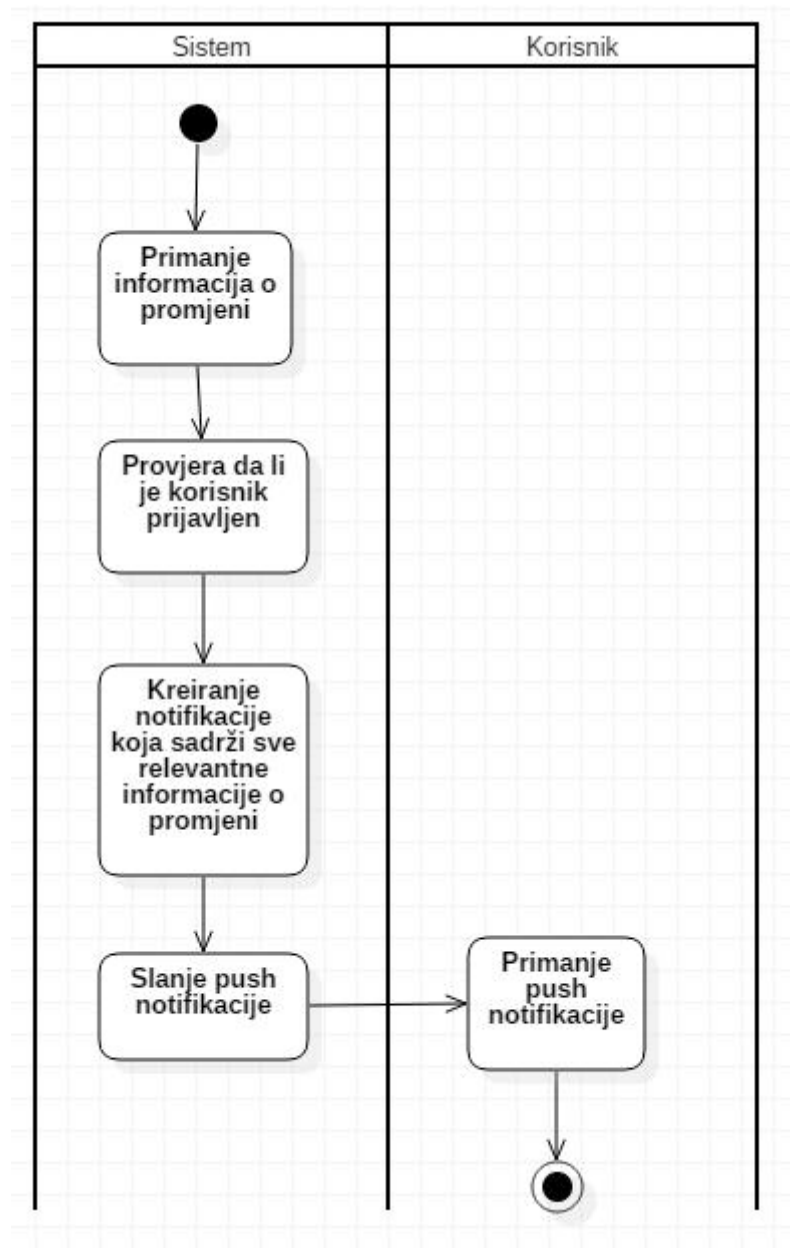 Sistem
Korisnik
Primanje
informacija o
promjeni
Provjera da li
je korisnik
prijavljen
Kreiranje
notifikacije
koja sadrži sve
relevantne
informacije o
promjeni
Slanje push
notifikacije
Primanje
push
notifikacije